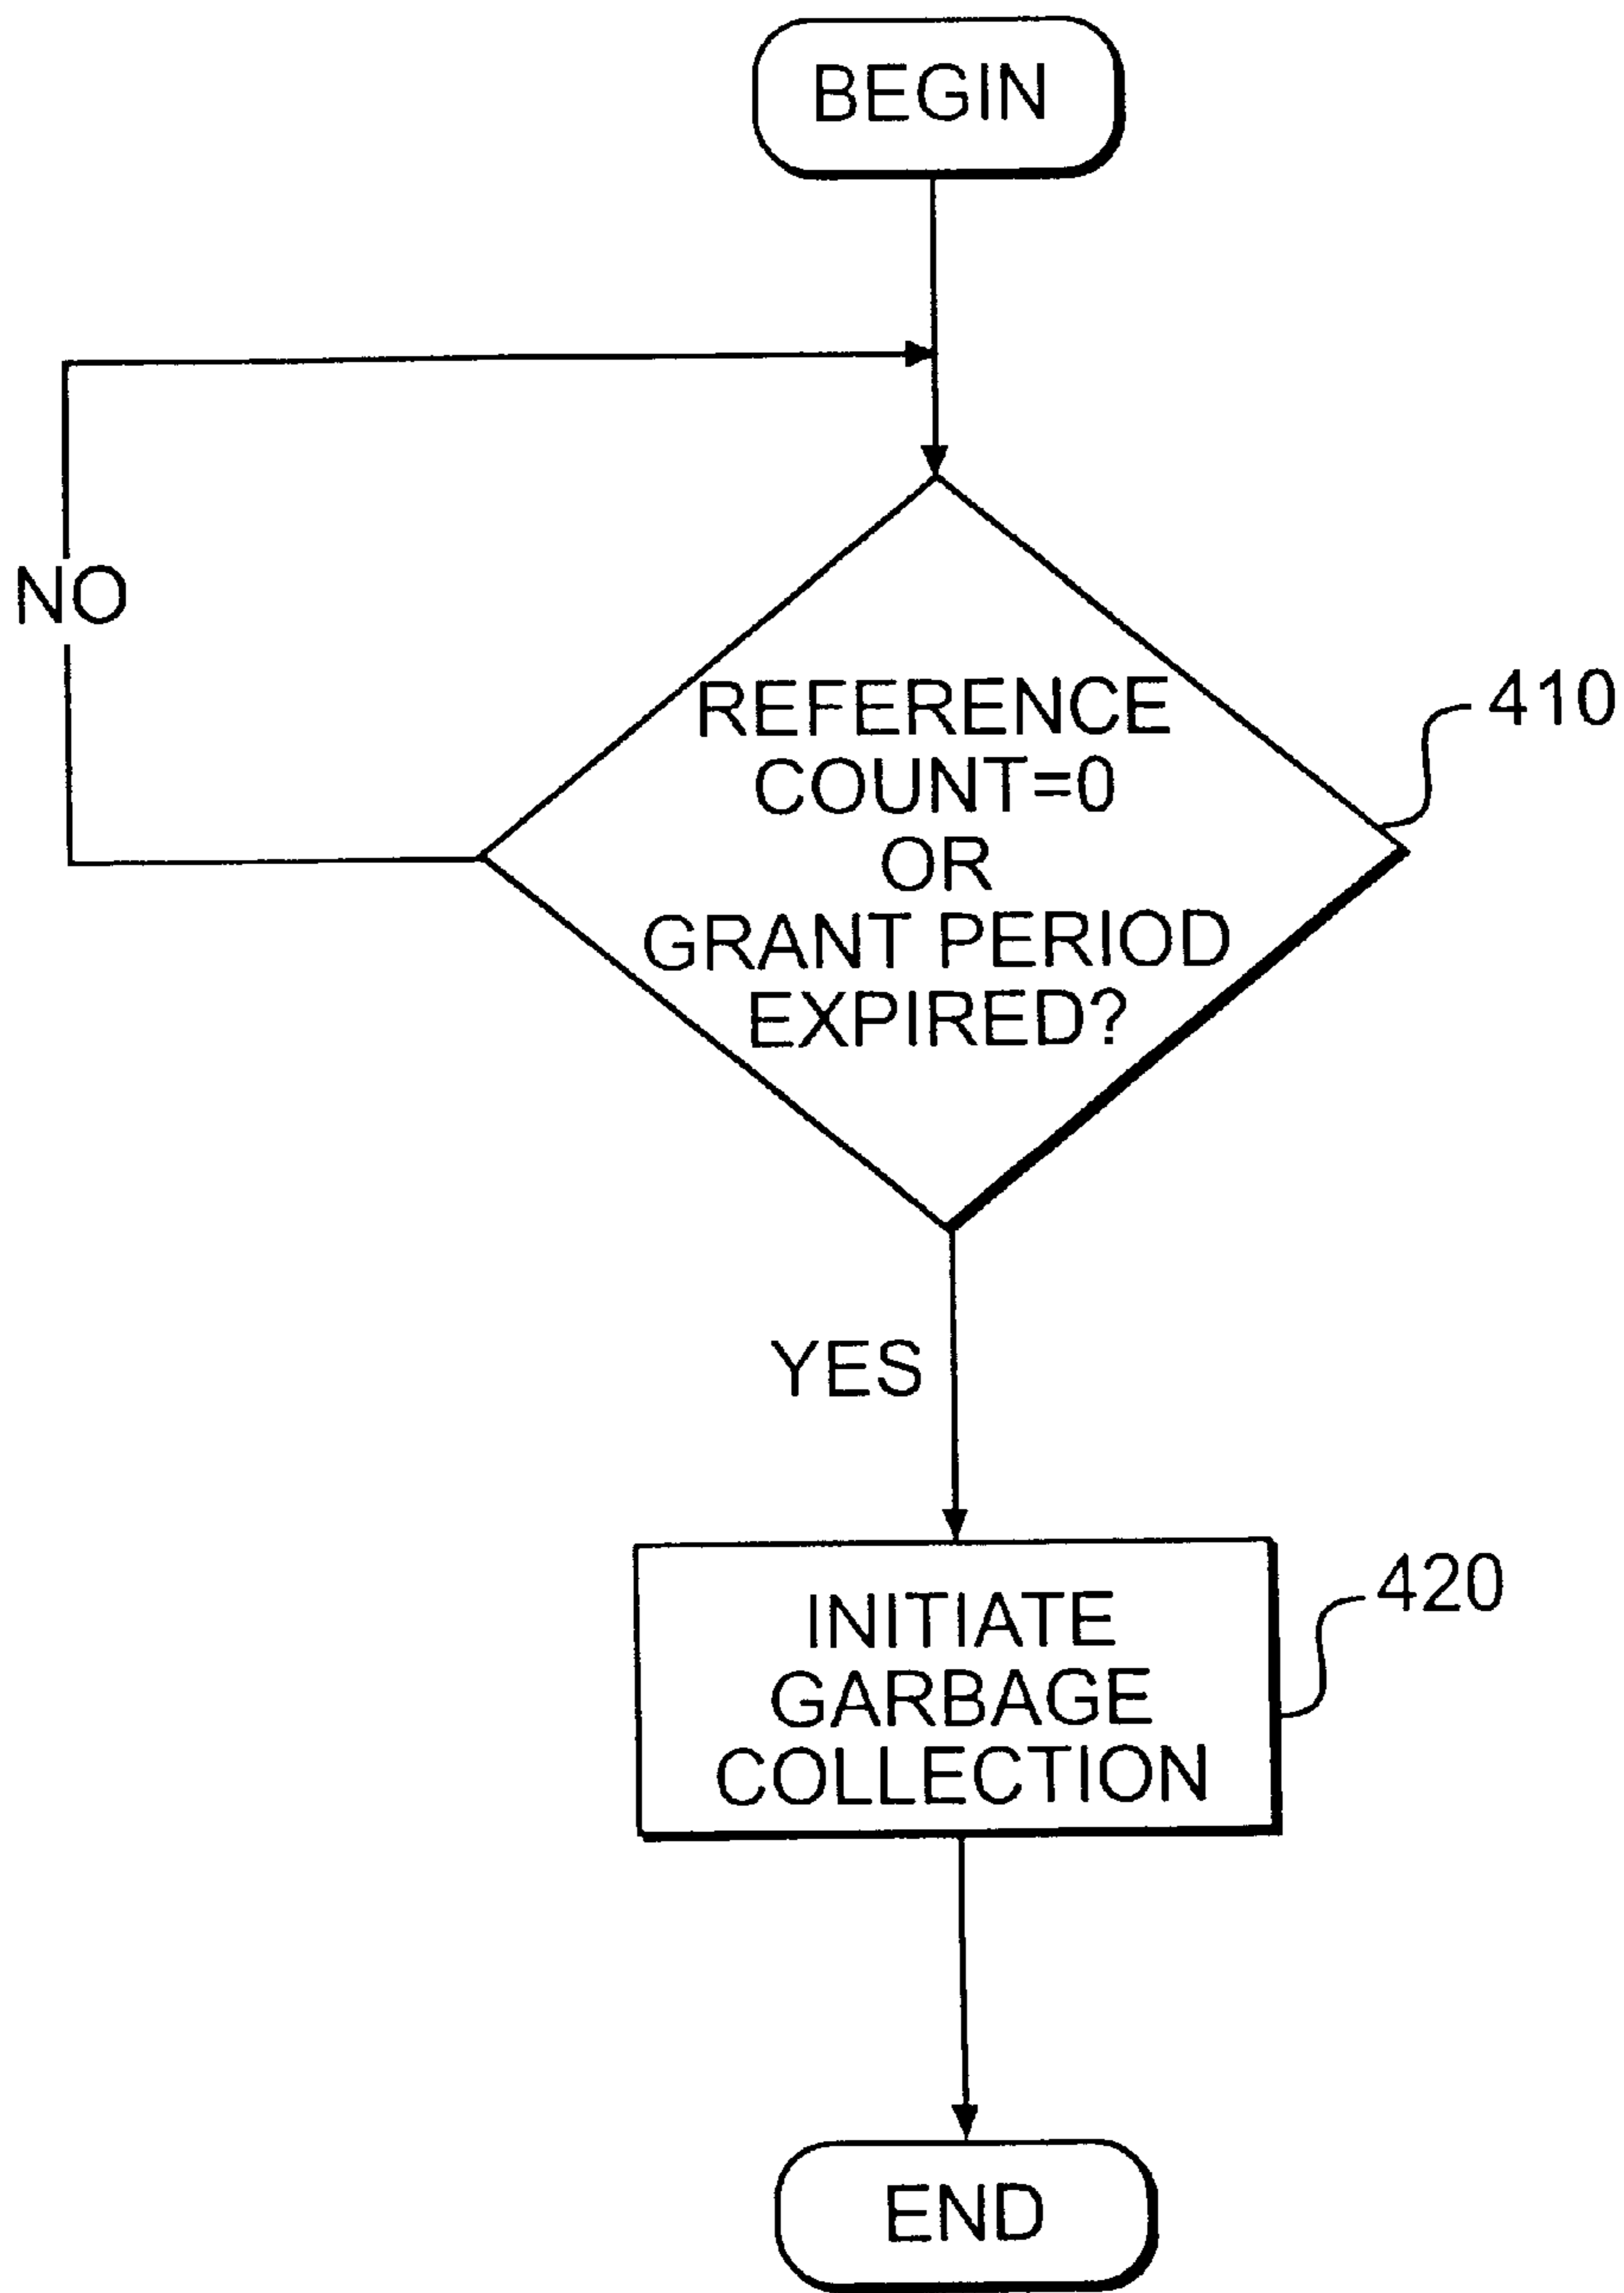 BEGIN
NO
REFERENCE
COUNT=0
OR
GRANT PERIOD
EXPIRED?
410
YES
INITIATE
GARBAGE
COLLECTION
420
END